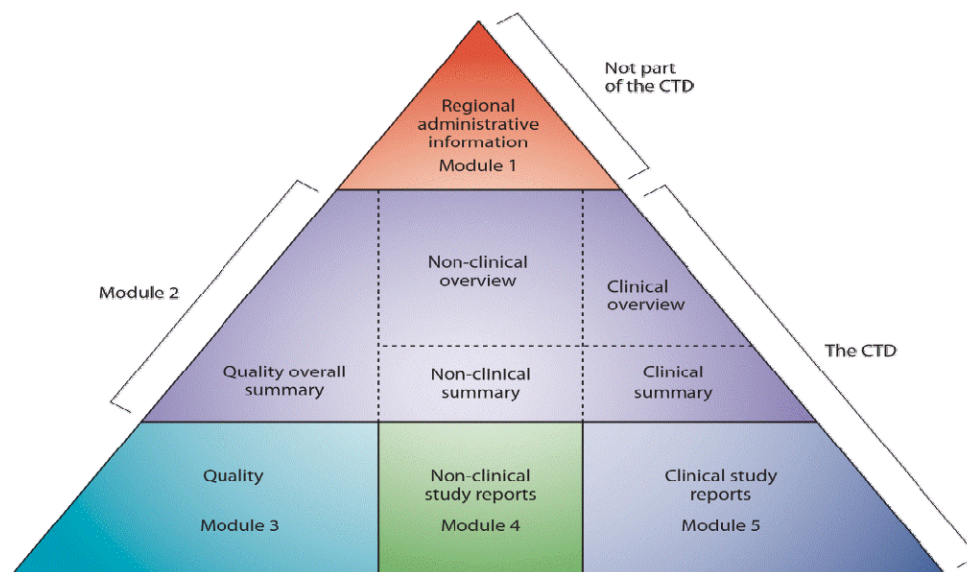 Not part
of the CTD
Regional
administrative
information
Module 1
Module 2
Non-clinical
overview
Clinical
overview
The CTD
Quality overall
summary
Non-clinical
summary
Clinical
summary
Quality
Module 3
Non-clinical
study reports
Module 4
Clinical study
reports
Module 5